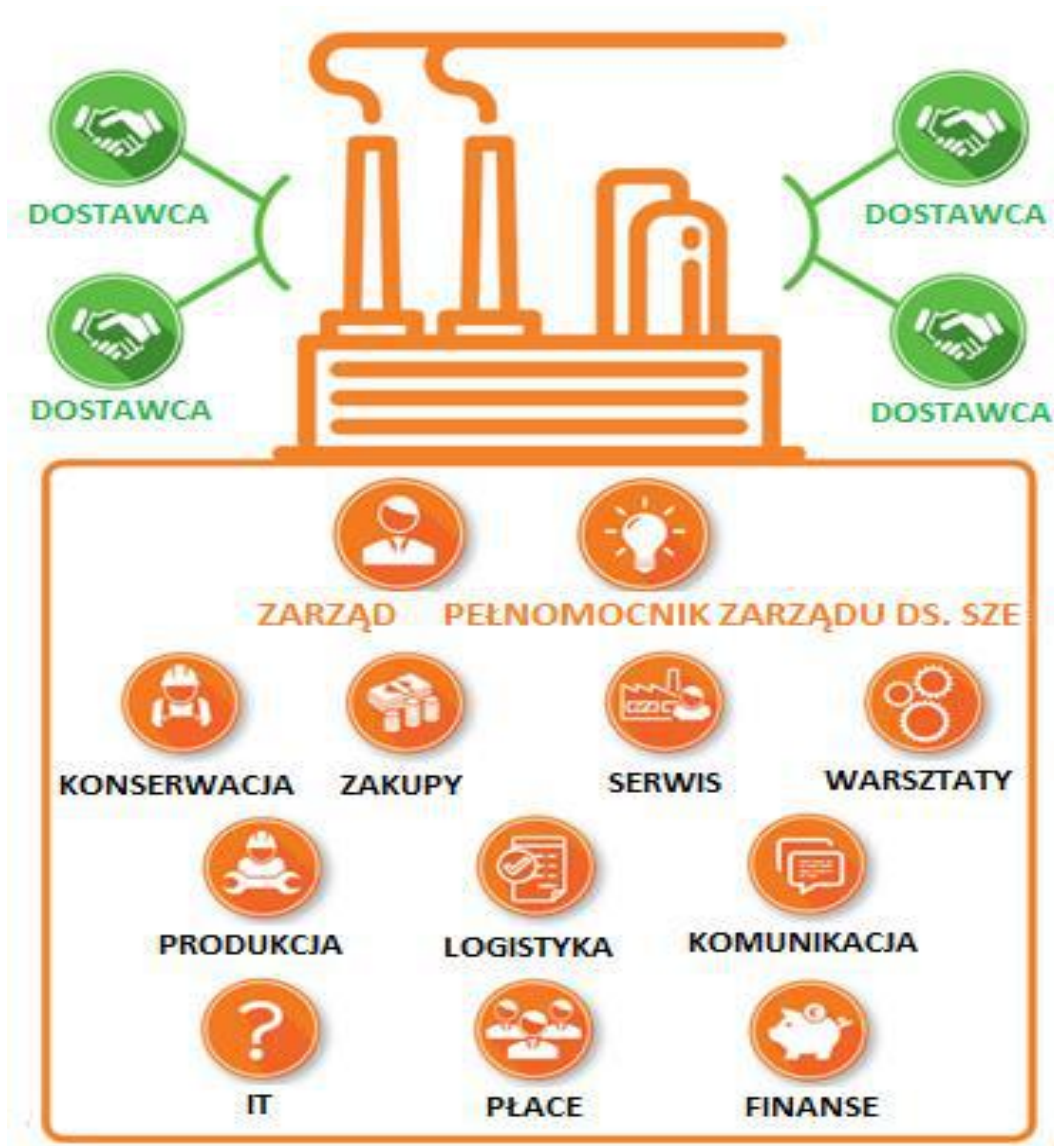 DOSTAWCA
DOSTAWCA
DOSTAWCA
DOSTAWCA
ZARZĄD PEŁNOMOCNIK ZARZĄDU DS. SZE
KONSERWACJA ZAKUPY SERWIS WARSZTATY
PRODUKCJA LOGISTYKA KOMUNIKACJA
?
IT PŁACE FINANSE